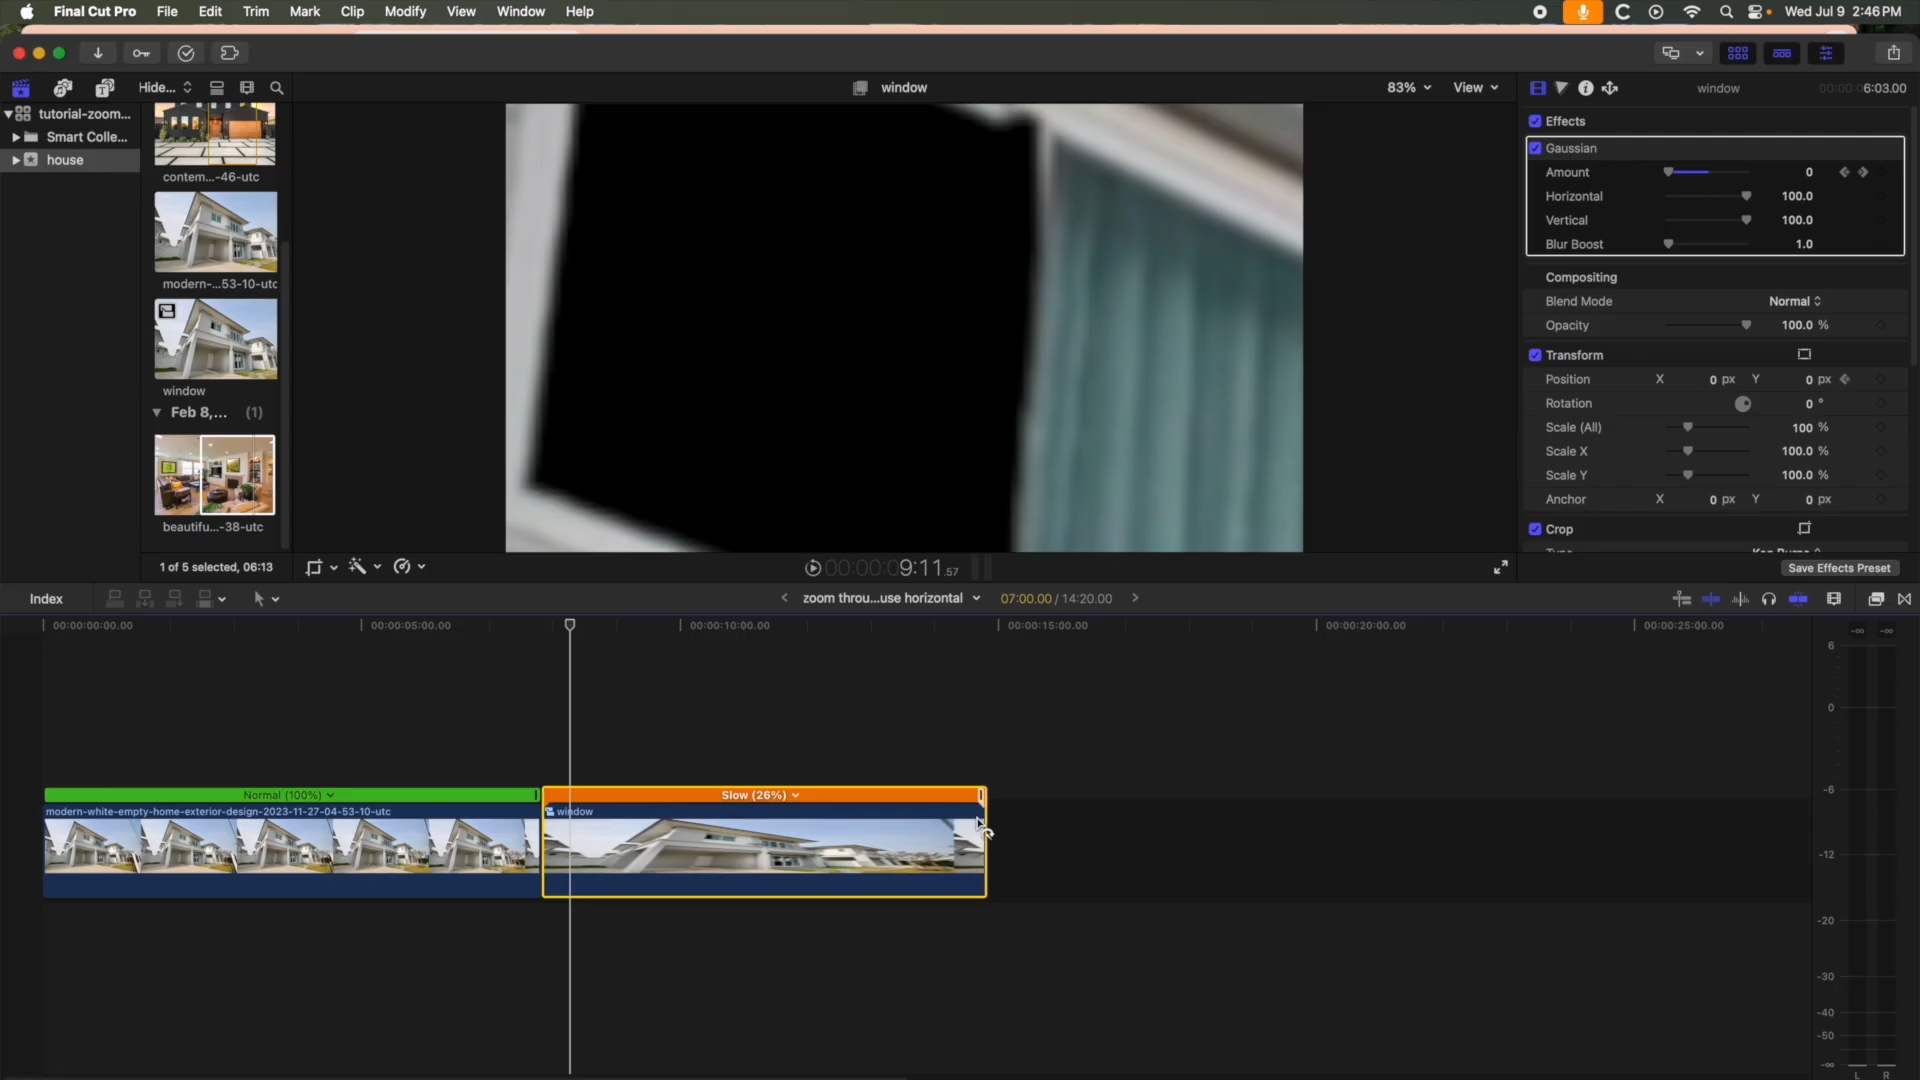 Final Cut Pro File Edit Trim Mark Clip Modify View Window Help Wed Jul 9 2:46 PM
Hide... window 83% View window 00:00:006:03.00
tutorial-zoom...
Smart Colle...
house
contem...-46-utc
modern-...53-10-utc
window
Feb 8,... (1)
beautifu...-38-utc
1 of 5 selected, 06:13
00:00:009:11.57
Effects
Gaussian
Amount 0
Horizontal 100.0
Vertical 100.0
Blur Boost 1.0
Compositing
Blend Mode Normal
Opacity 100.0 %
Transform
Position X 0 px Y 0 px
Rotation 0 °
Scale (All) 100 %
Scale X 100.0 %
Scale Y 100.0 %
Anchor X 0 px Y 0 px
Crop
Save Effects Preset
Index zoom throu...use horizontal 07:00.00 / 14:20.00
00:00:00:00.00 00:00:05:00.00 00:00:10:00.00 00:00:15:00.00 00:00:20:00.00 00:00:25:00.00
Normal (100%) Slow (26%)
modern-white-empty-home-exterior-design-2023-11-27-04-53-10-utc window
-∞ -∞
6
0
-6
-12
-20
-30
-40
-50
-∞
L R